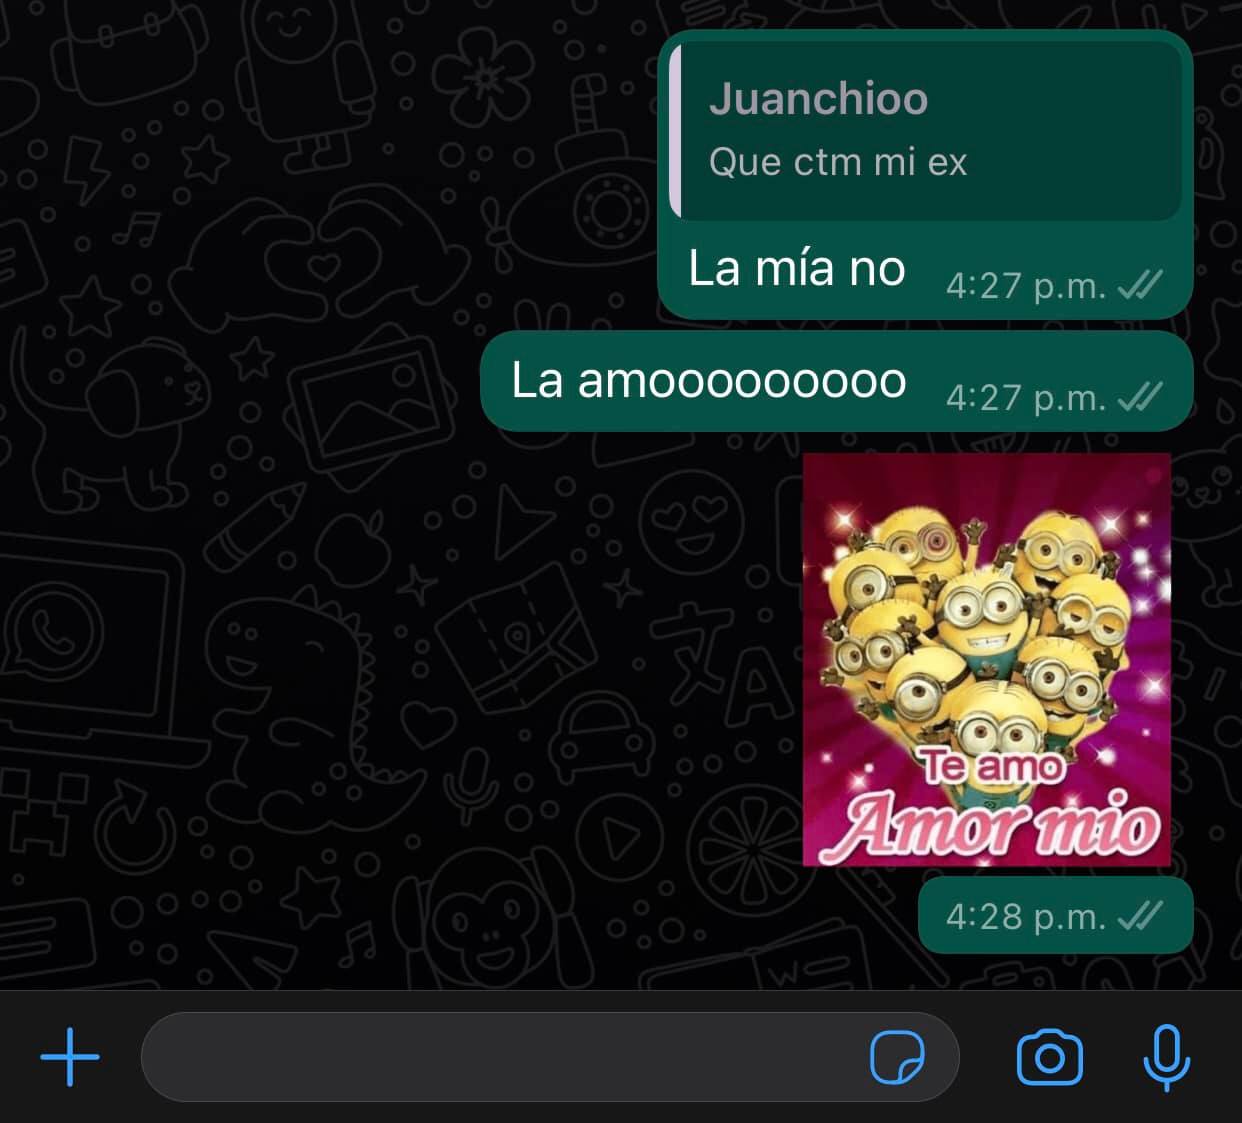 Juanchioo
Que ctm mi ex
La mía no
4:27 p.m.
La amooooooooo
4:27 p.m.
Te amo
Amor mio
4:28 p.m.